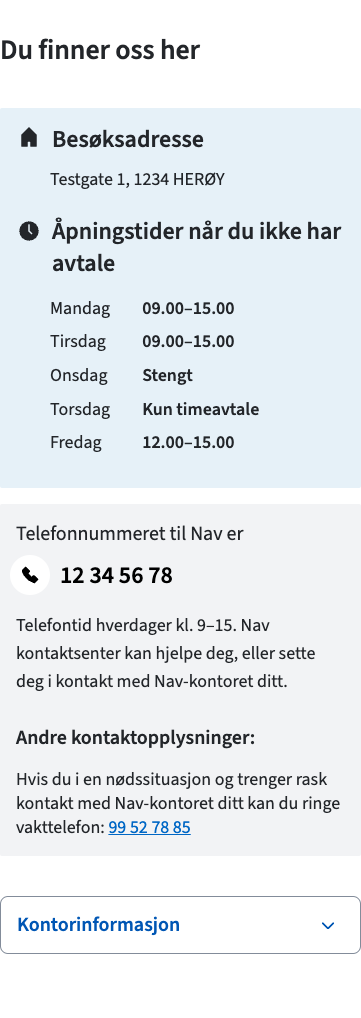 Du finner oss her
Besøksadresse
Testgate 1, 1234 HERØY
Åpningstider når du ikke har
avtale
Mandag 09.00–15.00
Tirsdag 09.00–15.00
Onsdag Stengt
Torsdag Kun timeavtale
Fredag 12.00–15.00
Telefonnummeret til Nav er
12 34 56 78
Telefontid hverdager kl. 9–15. Nav
kontaktsenter kan hjelpe deg, eller sette
deg i kontakt med Nav-kontoret ditt.
Andre kontaktopplysninger:
Hvis du i en nødssituasjon og trenger rask
kontakt med Nav-kontoret ditt kan du ringe
vakttelefon: 99 52 78 85
Kontorinformasjon